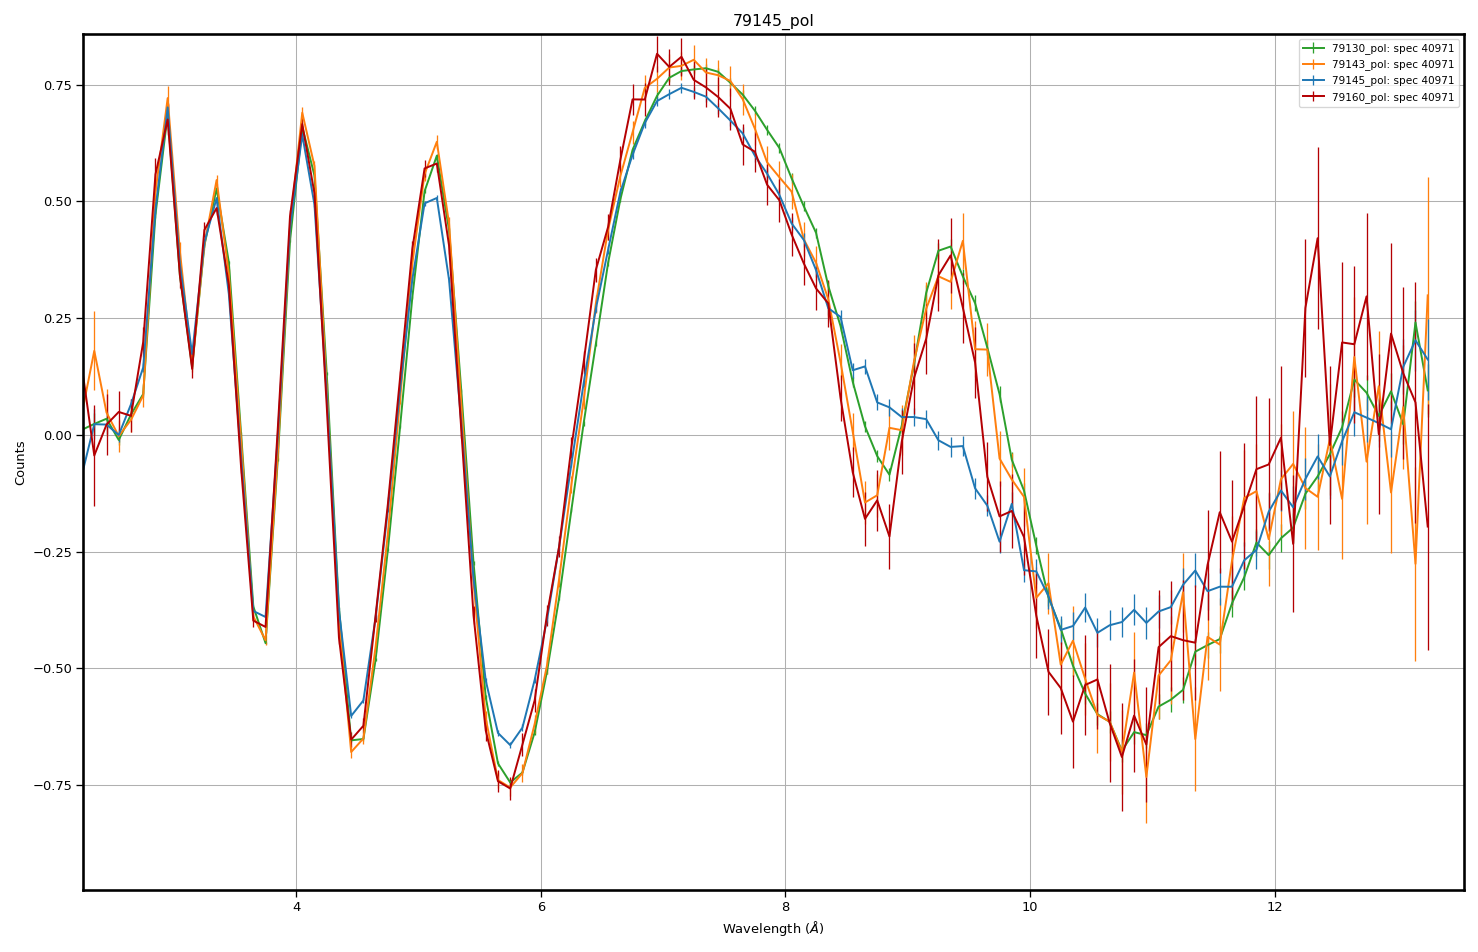 79145_pol
79130_pol: spec 40971
79143_pol: spec 40971
79145_pol: spec 40971
79160_pol: spec 40971
0.75
0.50
0.25
0.00
−0.25
−0.50
−0.75
Counts
4 6 8 10 12
Wavelength (Å)